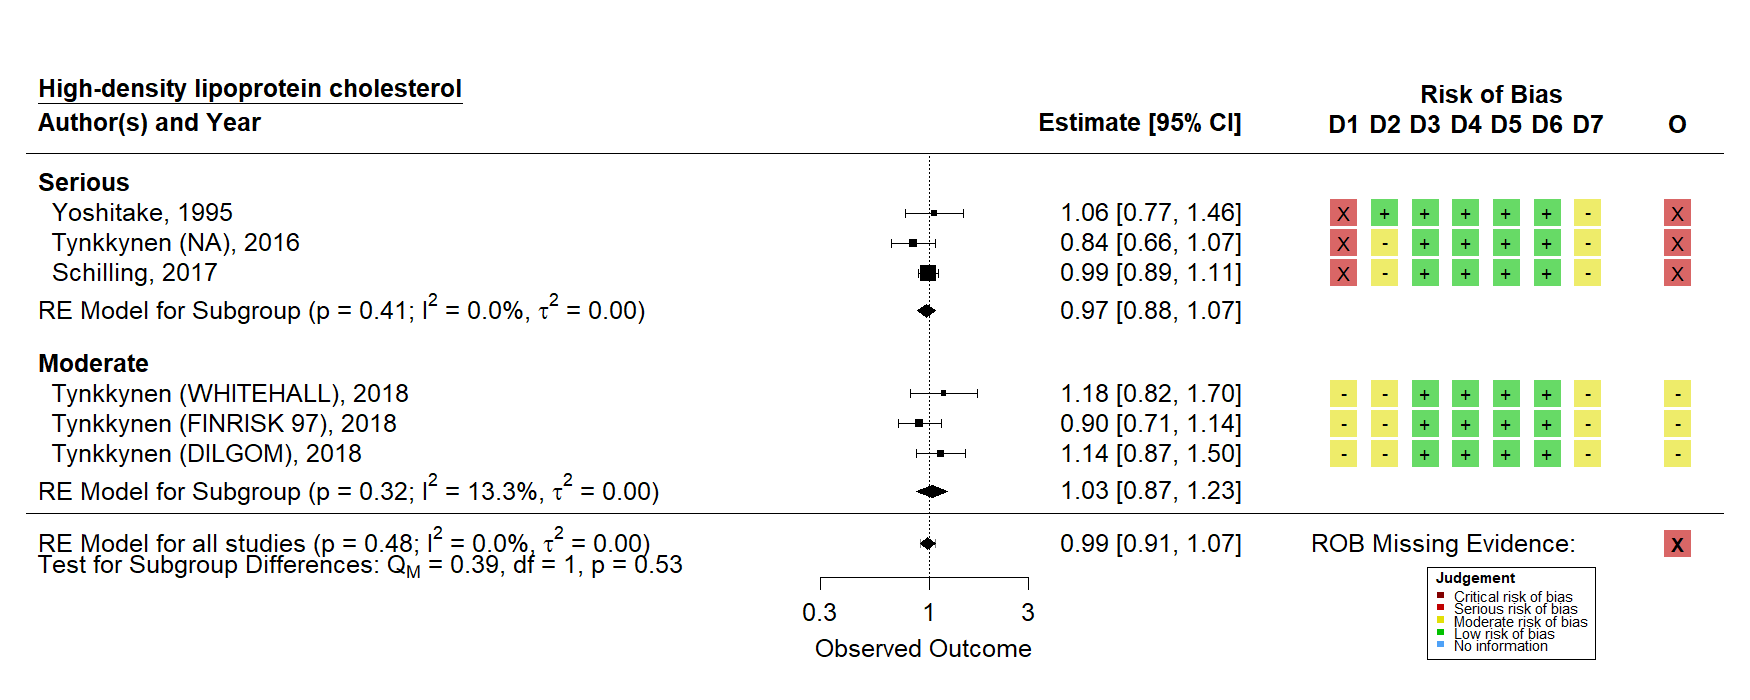 High-density lipoprotein cholesterol
Risk of Bias
Author(s) and Year Estimate [95% CI] D1 D2 D3 D4 D5 D6 D7 O
Serious
Yoshitake, 1995 1.06 [0.77, 1.46] X + + + + + - X
Tynkkynen (NA), 2016 0.84 [0.66, 1.07] X - + + + + - X
Schilling, 2017 0.99 [0.89, 1.11] X - + + + + - X
RE Model for Subgroup (p = 0.41; I² = 0.0%, τ² = 0.00) 0.97 [0.88, 1.07]
Moderate
Tynkkynen (WHITEHALL), 2018 1.18 [0.82, 1.70] - - + + + + - -
Tynkkynen (FINRISK 97), 2018 0.90 [0.71, 1.14] - - + + + + - -
Tynkkynen (DILGOM), 2018 1.14 [0.87, 1.50] - - + + + + - -
RE Model for Subgroup (p = 0.32; I² = 13.3%, τ² = 0.00) 1.03 [0.87, 1.23]
RE Model for all studies (p = 0.48; I² = 0.0%, τ² = 0.00) 0.99 [0.91, 1.07] ROB Missing Evidence: X
Test for Subgroup Differences: Q_M = 0.39, df = 1, p = 0.53
0.3 1 3
Observed Outcome
Judgement
Critical risk of bias
Serious risk of bias
Moderate risk of bias
Low risk of bias
No information